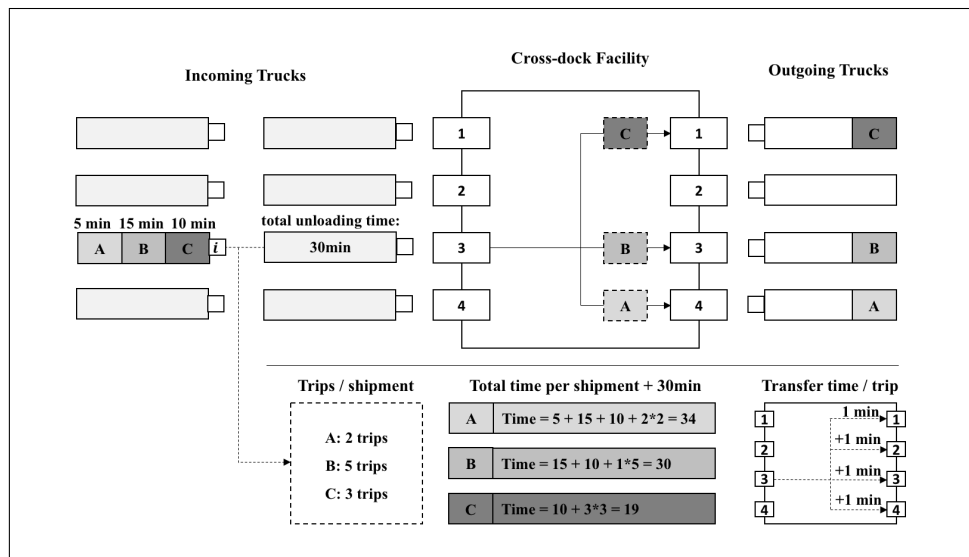 Incoming Trucks
Cross-dock Facility
Outgoing Trucks
1
C
1
C
2
2
5 min 15 min 10 min
total unloading time:
A B C i
30min
3
B
3
B
4
A
4
A
Trips / shipment
A: 2 trips
B: 5 trips
C: 3 trips
Total time per shipment + 30min
A Time = 5 + 15 + 10 + 2*2 = 34
B Time = 15 + 10 + 1*5 = 30
C Time = 10 + 3*3 = 19
Transfer time / trip
1 1 min 1
2 +1 min 2
3 +1 min 3
4 +1 min 4